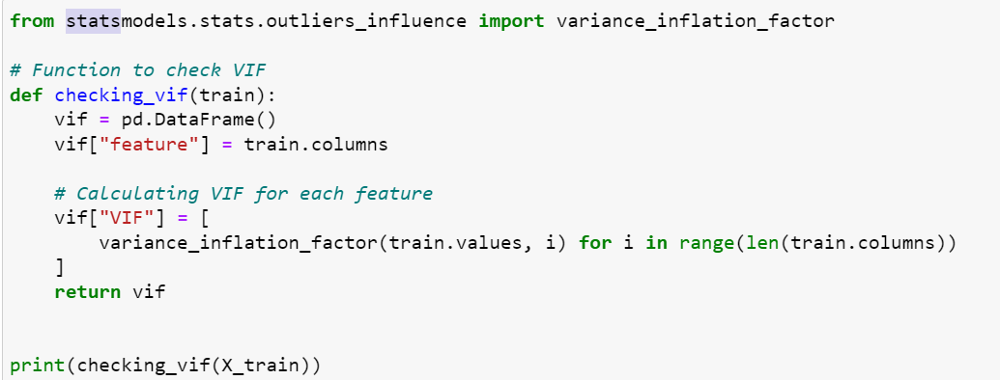 from statsmodels.stats.outliers_influence import variance_inflation_factor
# Function to check VIF
def checking_vif(train):
    vif = pd.DataFrame()
    vif["feature"] = train.columns
    # Calculating VIF for each feature
    vif["VIF"] = [
        variance_inflation_factor(train.values, i) for i in range(len(train.columns))
    ]
    return vif
print(checking_vif(X_train))